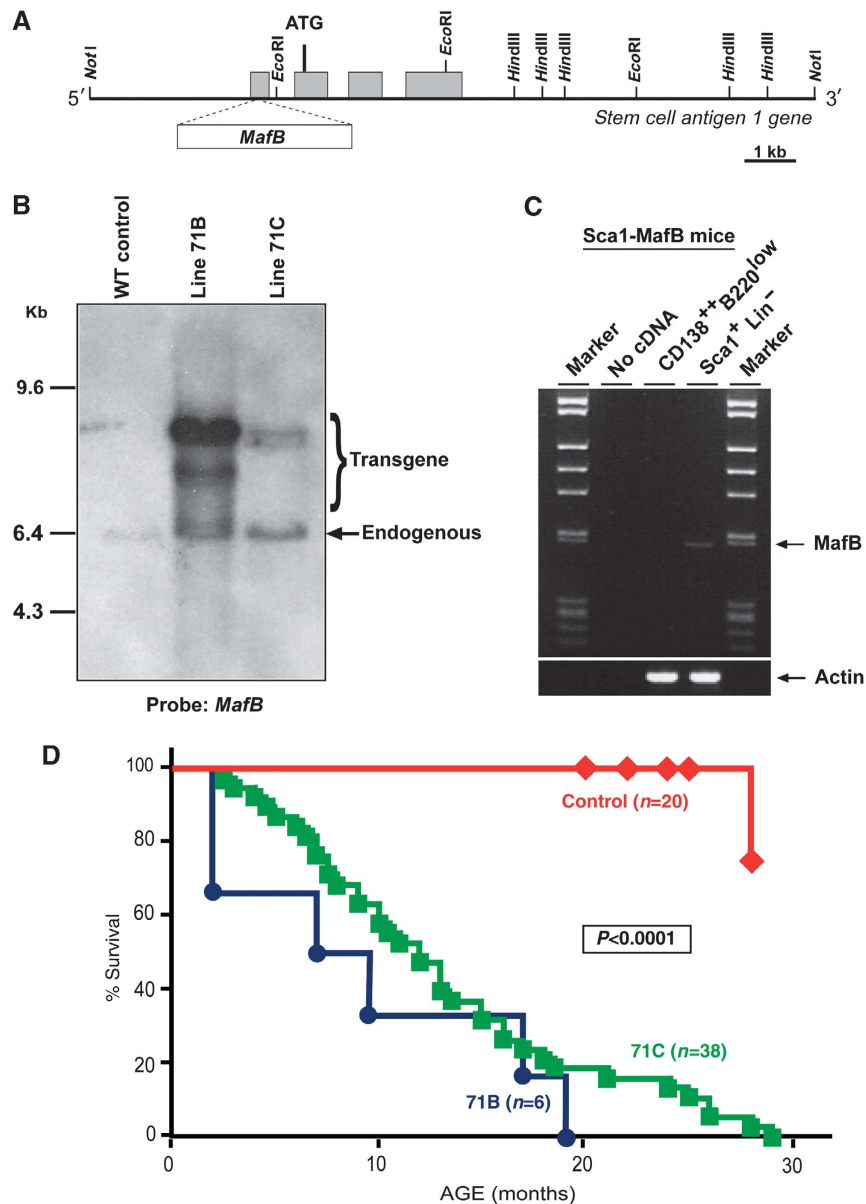 A
ATG
NotI
EcoRI
EcoRI
HindIII
HindIII
HindIII
EcoRI
HindIII
HindIII
NotI
5′
3′
MafB
Stem cell antigen 1 gene
1 kb
B
WT control
Line 71B
Line 71C
Kb
9.6
6.4
4.3
Transgene
Endogenous
Probe: MafB
C
Sca1-MafB mice
Marker
No cDNA
CD138++B220low
Sca1+ Lin−
Marker
MafB
Actin
D
% Survival
100
80
60
40
20
0
Control (n=20)
P<0.0001
71C (n=38)
71B (n=6)
0
10
20
30
AGE (months)